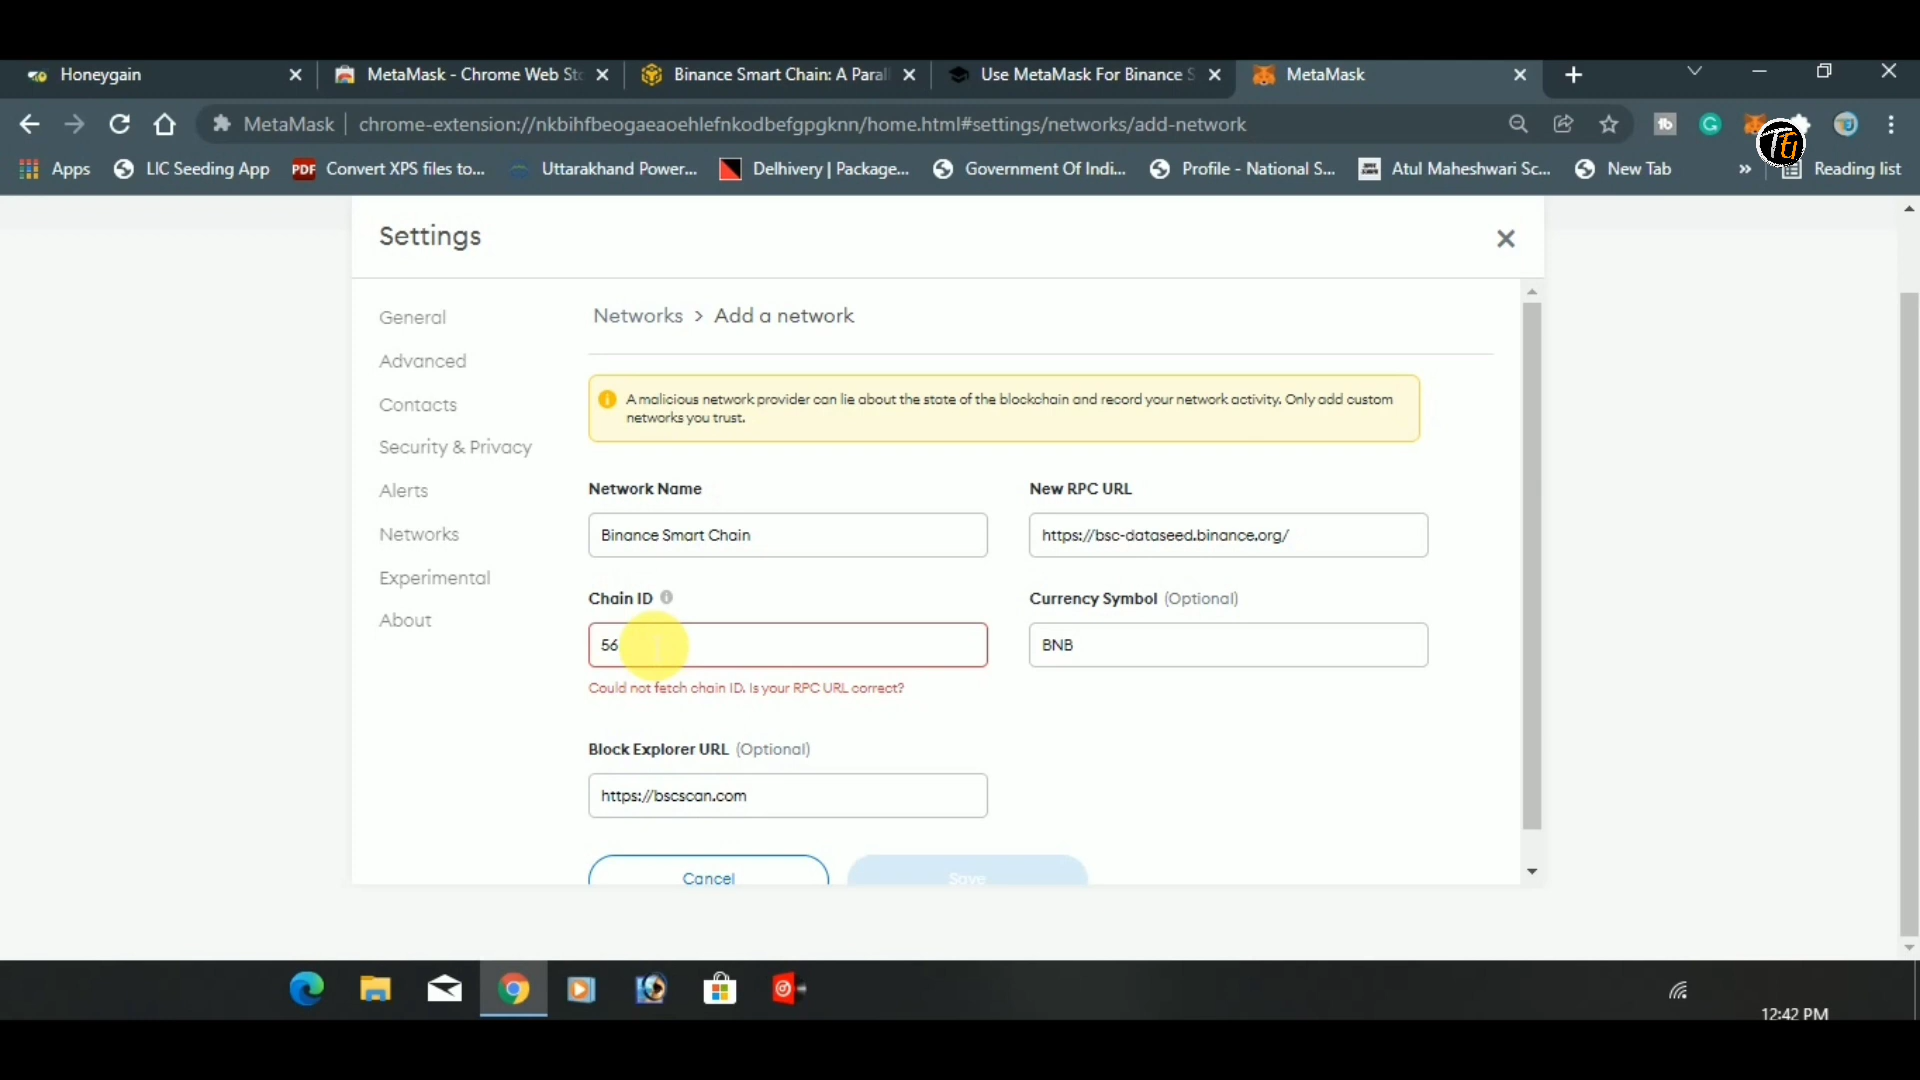 Honeygain
MetaMask - Chrome Web Sto
Binance Smart Chain: A Paral
Use MetaMask For Binance S
MetaMask
MetaMask
chrome-extension://nkbihfbeogaeaoehlefnkodbefgpgknn/home.html#settings/networks/add-network
Apps
LIC Seeding App
PDF
Convert XPS files to...
Uttarakhand Power...
Delhivery | Package...
Government Of Indi...
Profile - National S...
Atul Maheshwari Sc...
New Tab
»
Reading list
Settings
General
Advanced
Contacts
Security & Privacy
Alerts
Networks
Experimental
About
Networks > Add a network
A malicious network provider can lie about the state of the blockchain and record your network activity. Only add custom
networks you trust.
Network Name
Binance Smart Chain
New RPC URL
https://bsc-dataseed.binance.org/
Chain ID
56
Could not fetch chain ID. Is your RPC URL correct?
Currency Symbol (Optional)
BNB
Block Explorer URL (Optional)
https://bscscan.com
Cancel
Save
12:42 PM